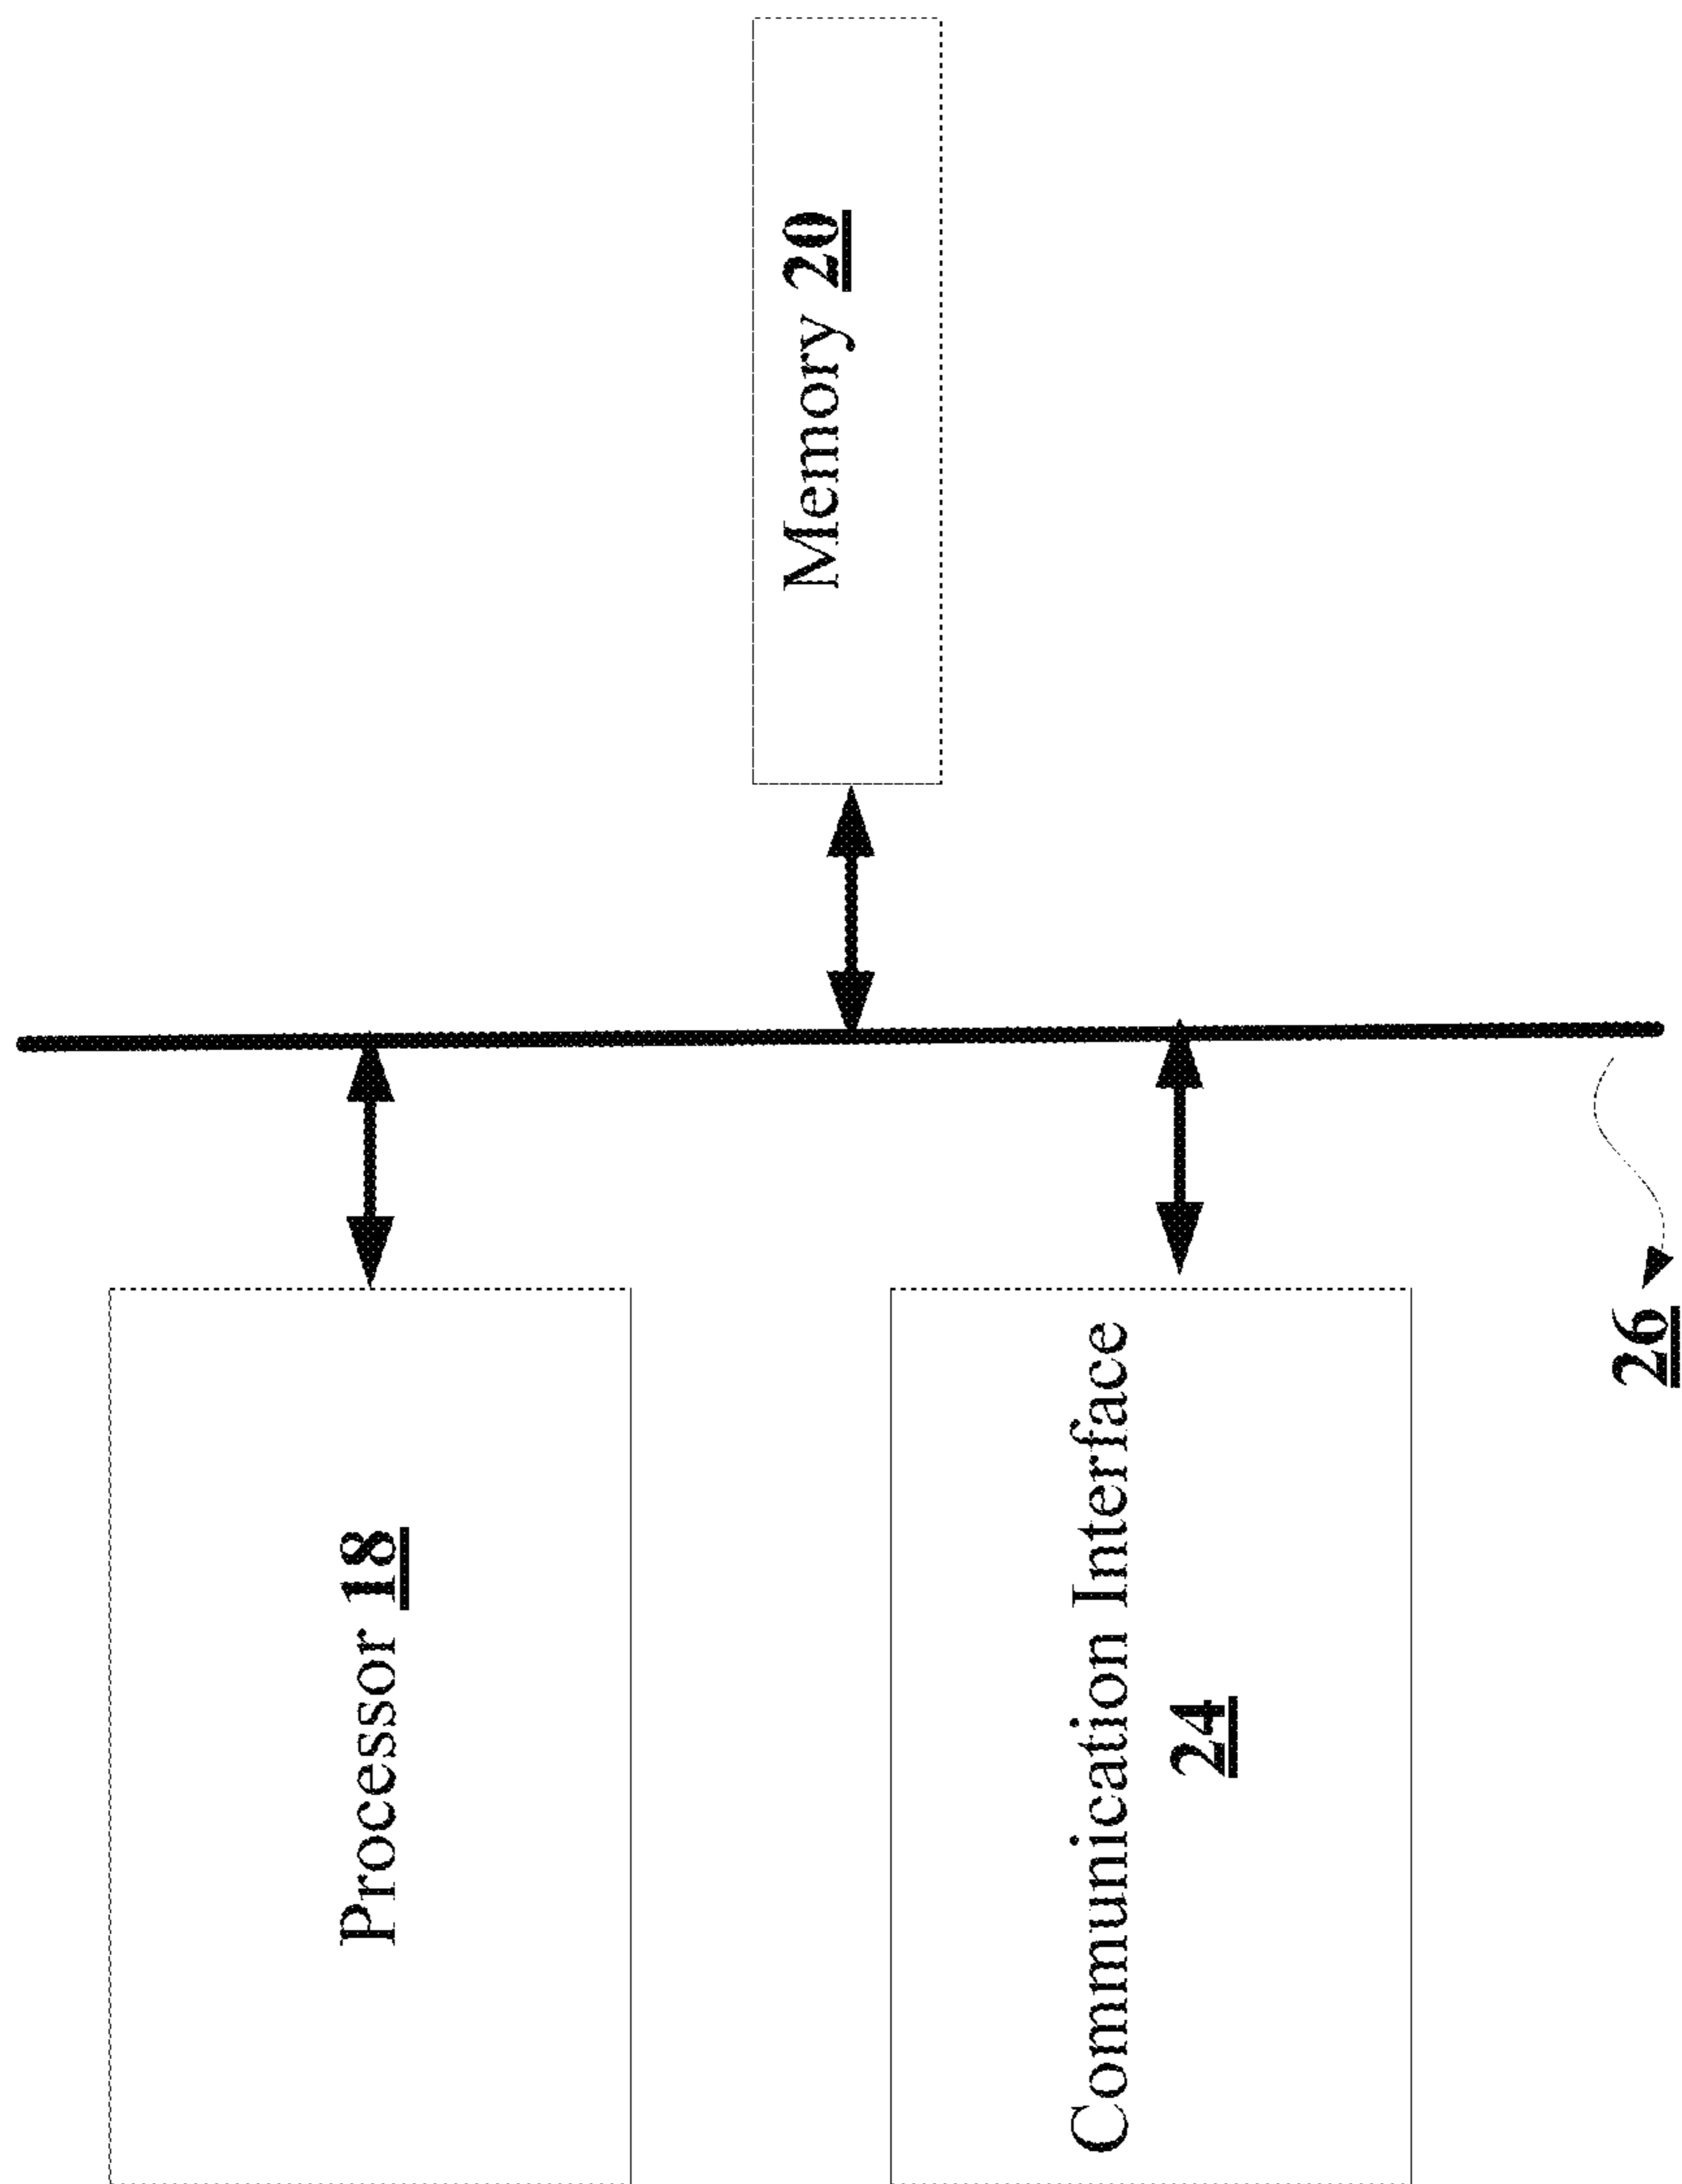 Processor 18
Memory 20
Communication Interface
24
26